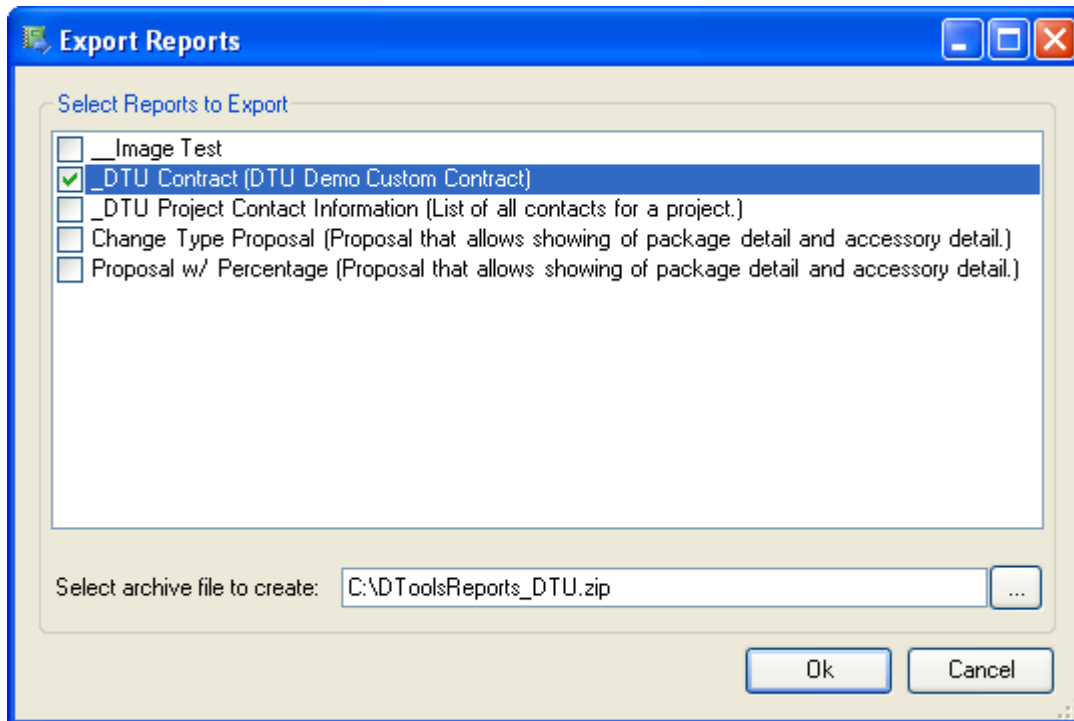 Export Reports
Select Reports to Export
__Image Test
_DTU Contract (DTU Demo Custom Contract)
_DTU Project Contact Information (List of all contacts for a project.)
Change Type Proposal (Proposal that allows showing of package detail and accessory detail.)
Proposal w/ Percentage (Proposal that allows showing of package detail and accessory detail.)
Select archive file to create: C:\DToolsReports_DTU.zip ...
Ok Cancel